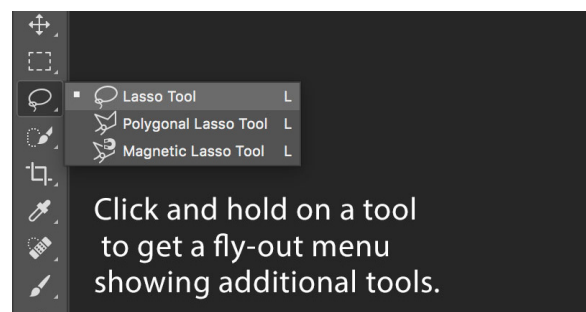 Lasso Tool L
Polygonal Lasso Tool L
Magnetic Lasso Tool L
Click and hold on a tool
to get a fly-out menu
showing additional tools.